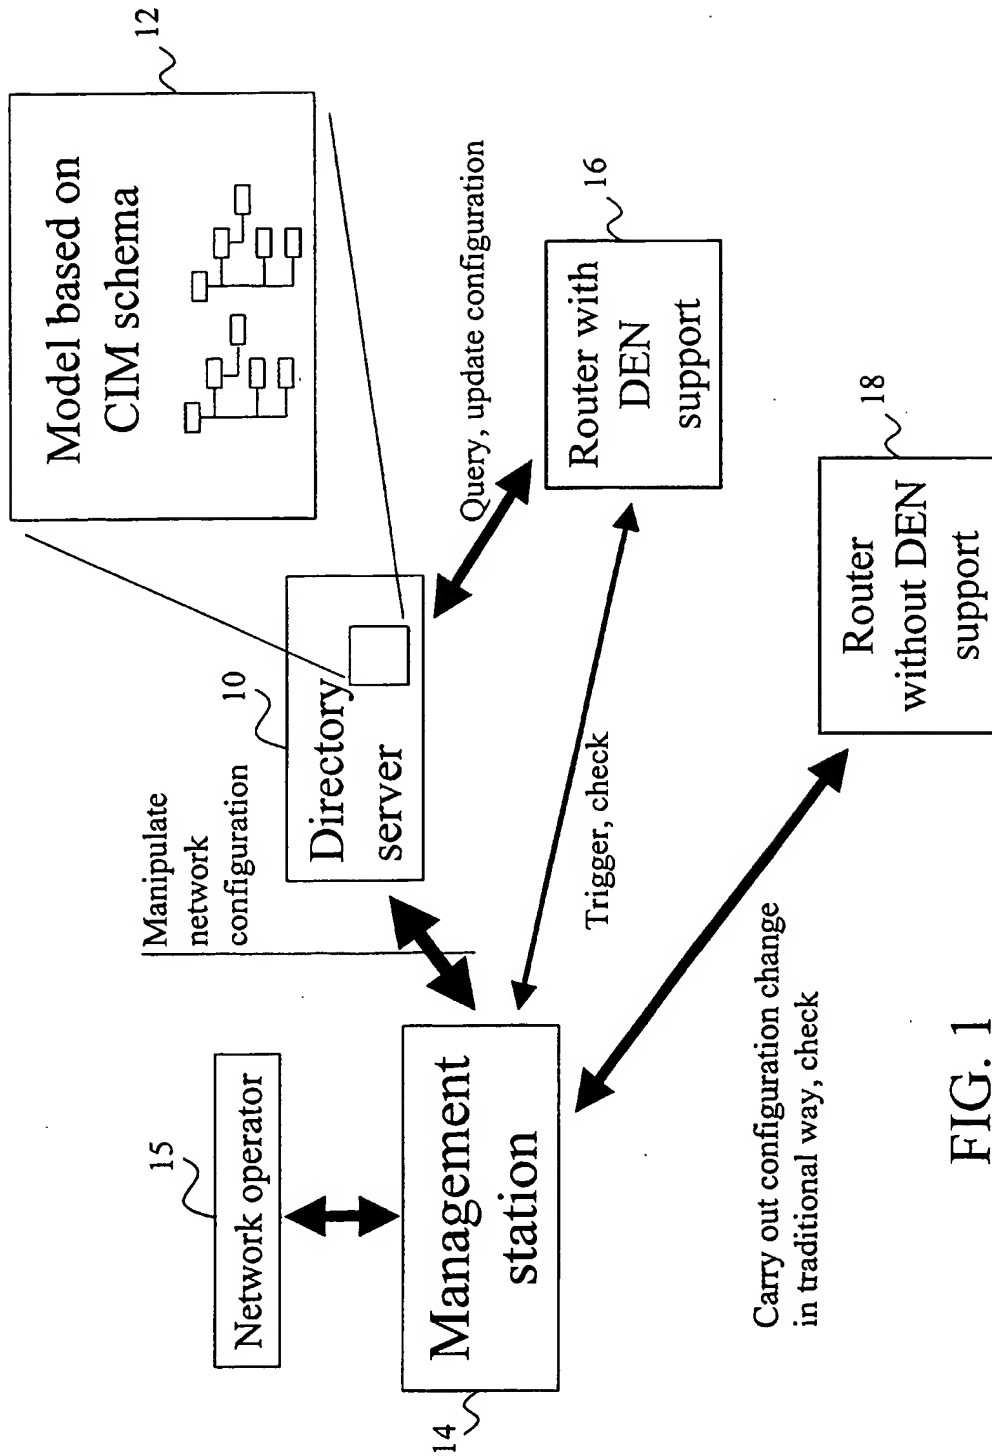 12
Model based on
CIM schema
10
Directory
server
Manipulate
network
configuration
Query, update configuration
16
Router with
DEN
support
15
Network operator
Management
station
14
Trigger, check
18
Router
without DEN
support
Carry out configuration change
in traditional way, check
FIG. 1